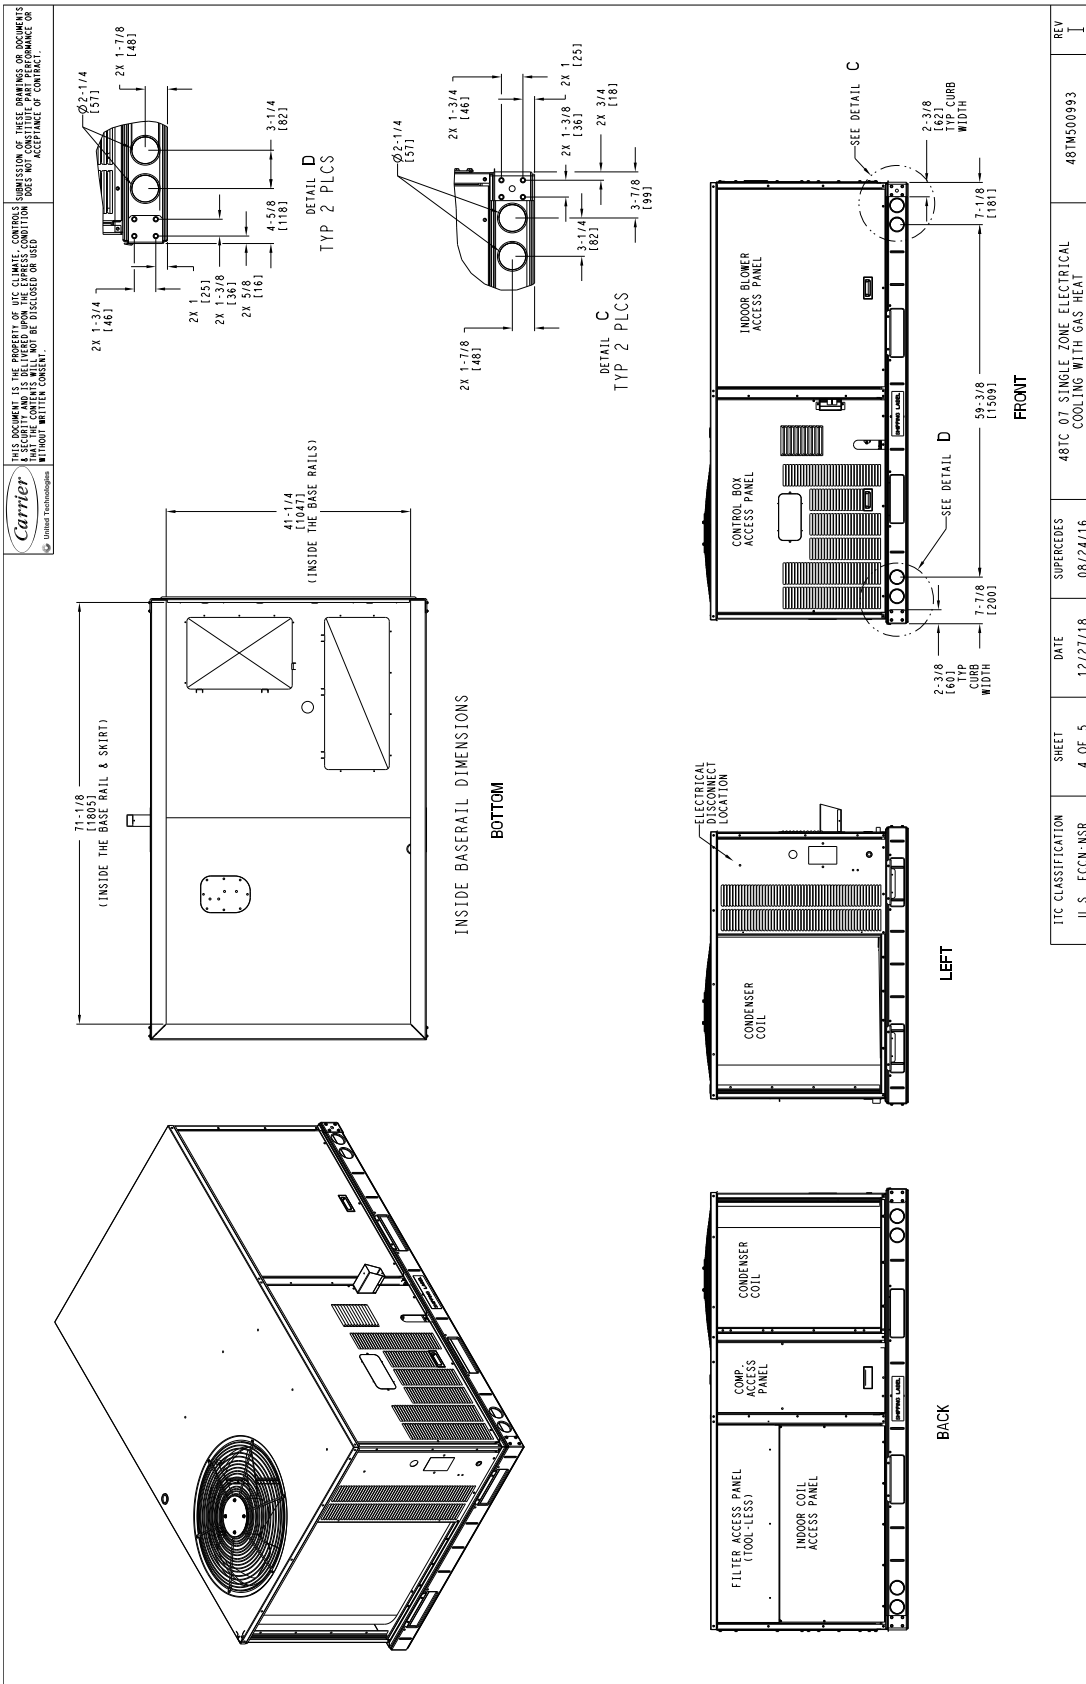 Carrier
United Technologies
THIS DOCUMENT IS THE PROPERTY OF UTC CLIMATE, CONTROLS
& SECURITY AND IS DELIVERED UPON THE EXPRESS CONDITION
THAT THE CONTENTS WILL NOT BE DISCLOSED OR USED
WITHOUT WRITTEN CONSENT.
SUBMISSION OF THESE DRAWINGS OR DOCUMENTS
DOES NOT CONSTITUTE PART PERFORMANCE OR
ACCEPTANCE OF CONTRACT.
71-1/8
[1805]
(INSIDE THE BASE RAIL & SKIRT)
41-1/4
[1047]
(INSIDE THE BASE RAILS)
INSIDE BASERAIL DIMENSIONS
BOTTOM
2X 1-3/4
[46]
2X 1
[25]
2X 1-3/8
[36]
2X 5/8
[16]
4-5/8
[118]
3-1/4
[82]
Ø2-1/4
[57]
2X 1-7/8
[48]
DETAIL D
TYP 2 PLCS
2X 1-7/8
[48]
Ø2-1/4
[57]
2X 1-3/4
[46]
2X 1
[25]
2X 1-3/8
[36]
2X 3/4
[18]
3-1/4
[82]
3-7/8
[99]
DETAIL C
TYP 2 PLCS
FILTER ACCESS PANEL
(TOOL-LESS)
INDOOR COIL
ACCESS PANEL
COMP.
ACCESS
PANEL
CONDENSER
COIL
SHIPPING LABEL
BACK
CONDENSER
COIL
ELECTRICAL
DISCONNECT
LOCATION
LEFT
CONTROL BOX
ACCESS PANEL
INDOOR BLOWER
ACCESS PANEL
SHIPPING LABEL
SEE DETAIL C
SEE DETAIL D
2-3/8
[60]
TYP
CURB
WIDTH
7-7/8
[200]
59-3/8
[1509]
7-1/8
[181]
2-3/8
[62]
TYP CURB
WIDTH
FRONT
ITC CLASSIFICATION
U.S. ECCN:NSR
SHEET
4 OF 5
DATE
12/27/18
SUPERCEDES
08/24/16
48TC 07 SINGLE ZONE ELECTRICAL
COOLING WITH GAS HEAT
48TM500993
REV
I